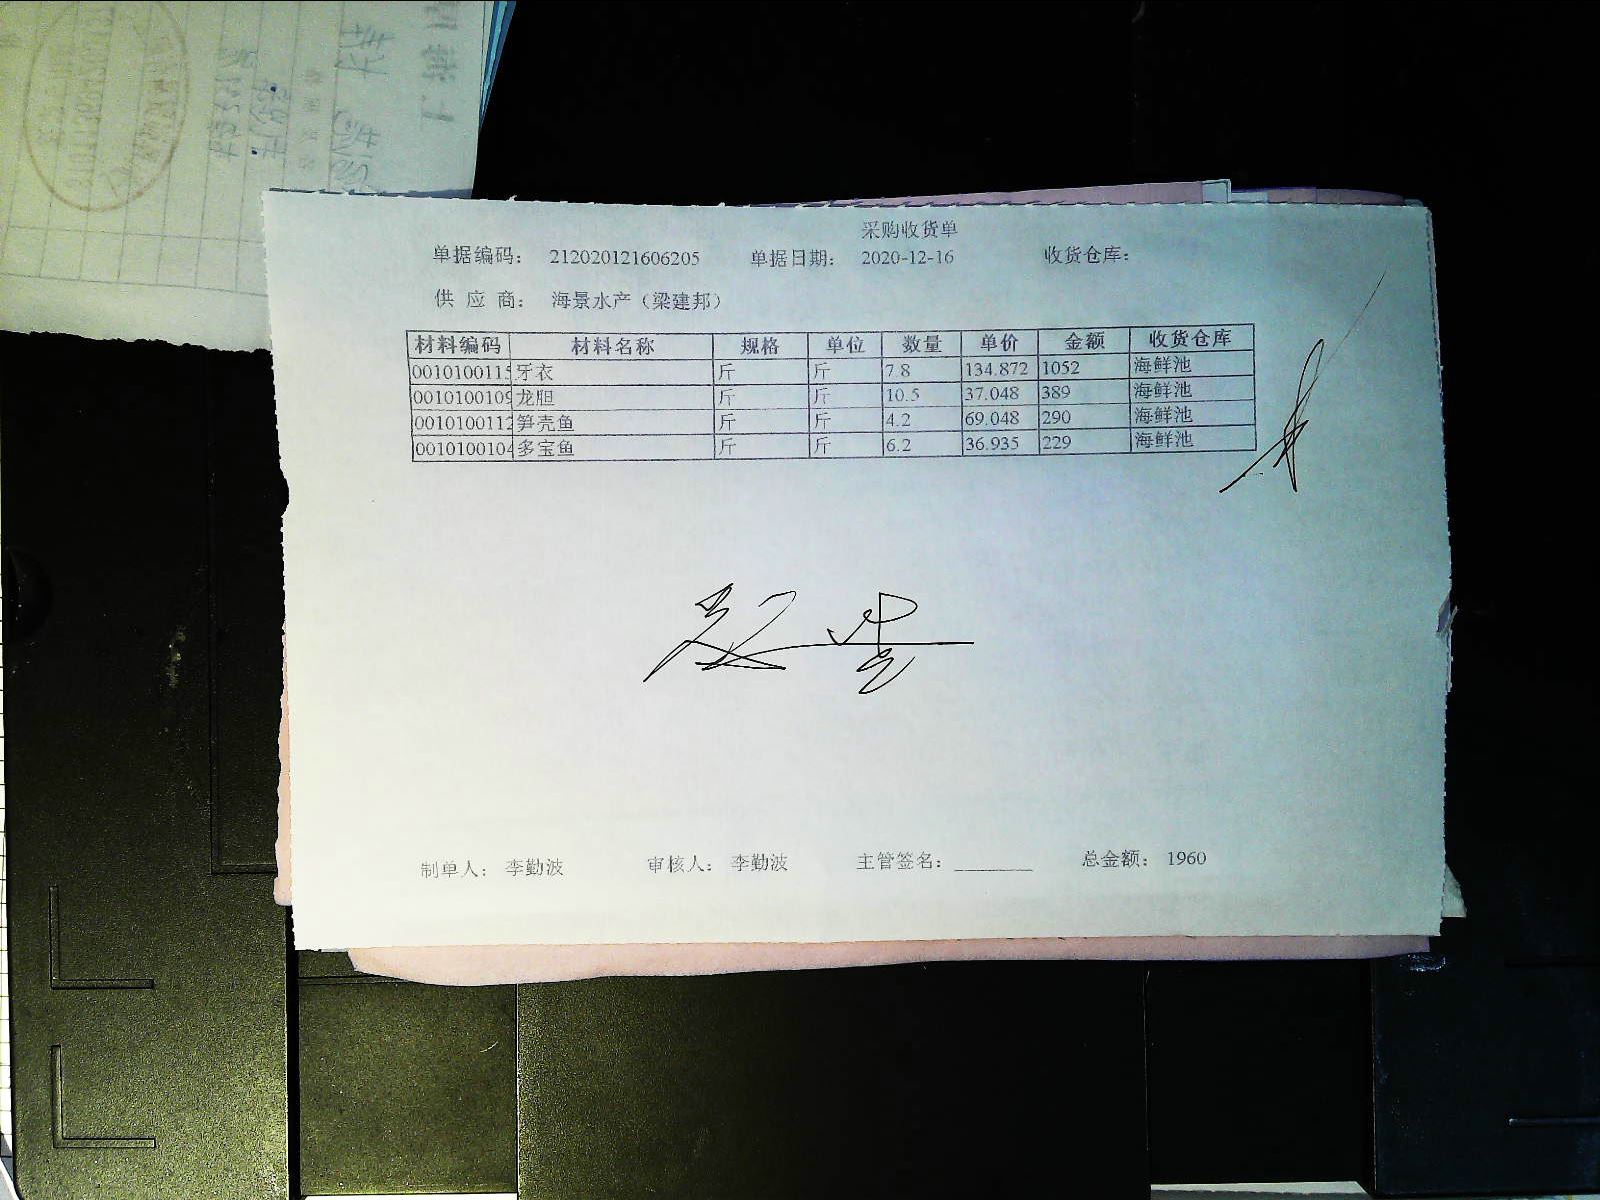 采购收货单
单据编码： 212020121606205 单据日期： 2020-12-16 收货仓库：
供 应 商： 海景水产（梁建邦）
材料编码 材料名称 规格 单位 数量 单价 金额 收货仓库
0010100115 牙衣 斤 斤 7.8 134.872 1052 海鲜池
0010100109 龙胆 斤 斤 10.5 37.048 389 海鲜池
0010100112 笋壳鱼 斤 斤 4.2 69.048 290 海鲜池
0010100104 多宝鱼 斤 斤 6.2 36.935 229 海鲜池
制单人： 李勤波 审核人： 李勤波 主管签名： 总金额： 1960